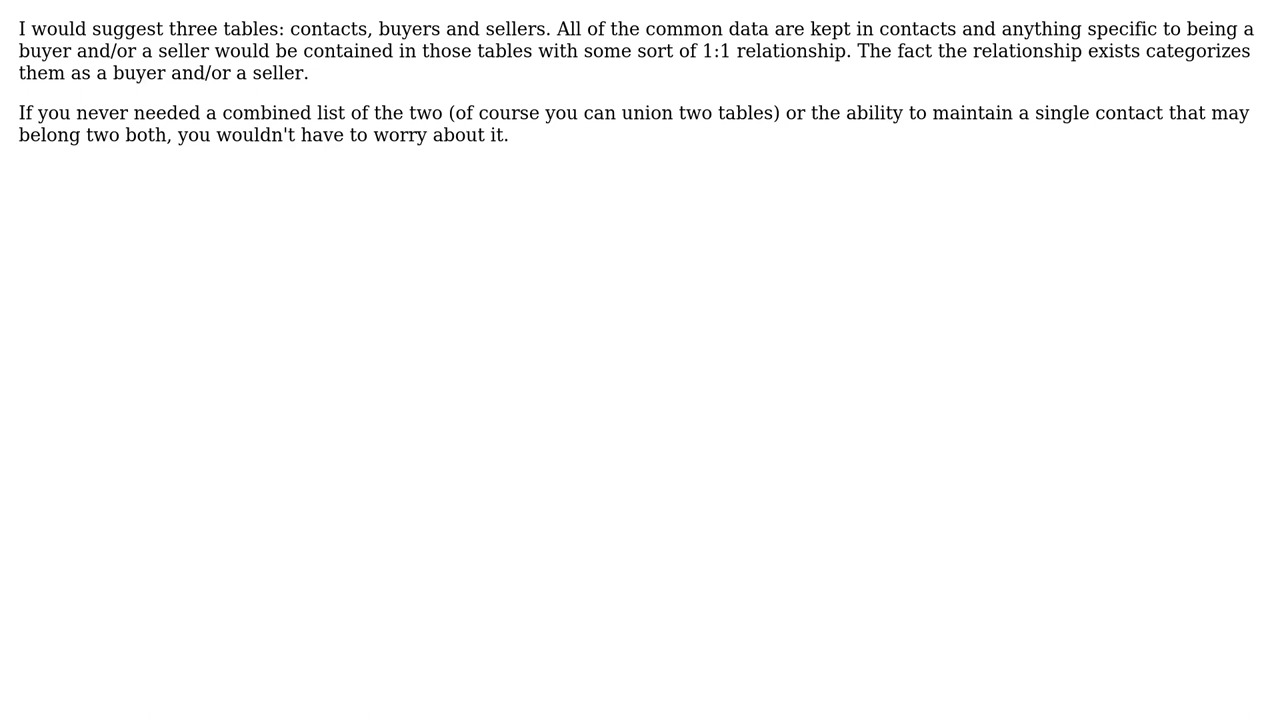 I would suggest three tables: contacts, buyers and sellers. All of the common data are kept in contacts and anything specific to being a
buyer and/or a seller would be contained in those tables with some sort of 1:1 relationship. The fact the relationship exists categorizes
them as a buyer and/or a seller.
If you never needed a combined list of the two (of course you can union two tables) or the ability to maintain a single contact that may
belong two both, you wouldn't have to worry about it.